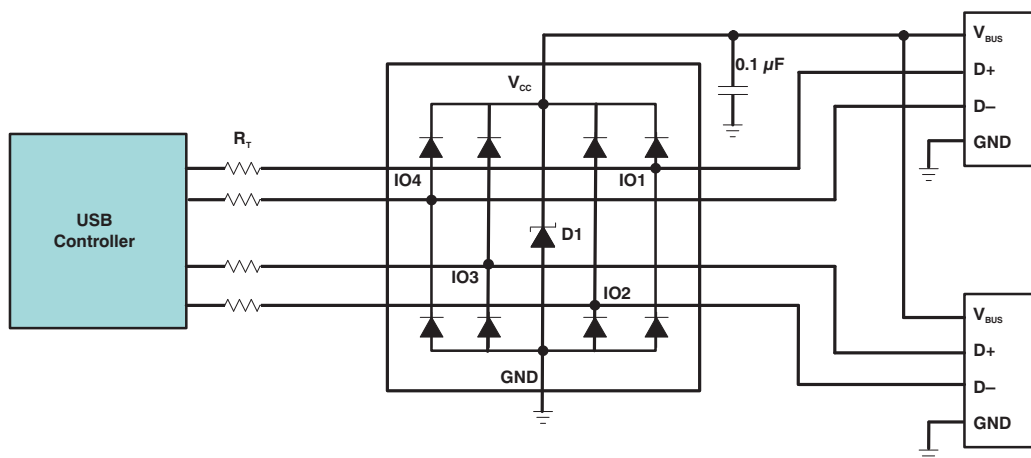 V_BUS
0.1 µF
D+
V_CC
D–
R_T
GND
IO4
IO1
USB
Controller
D1
IO3
IO2
V_BUS
D+
GND
D–
GND